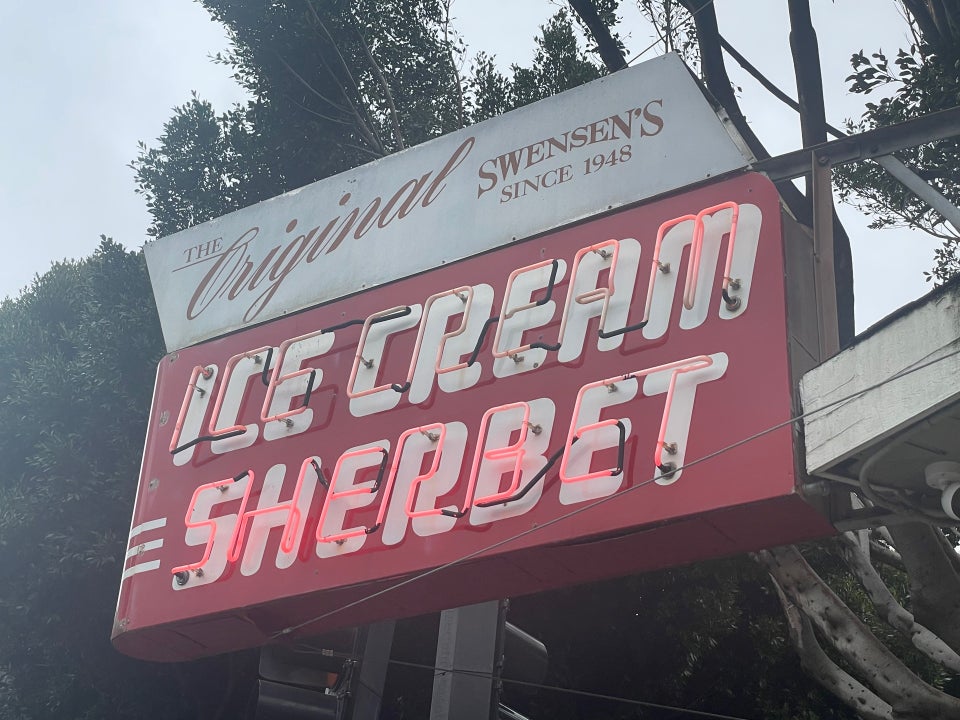 THE Original SWENSEN'S
SINCE 1948
ICE CREAM
SHERBET